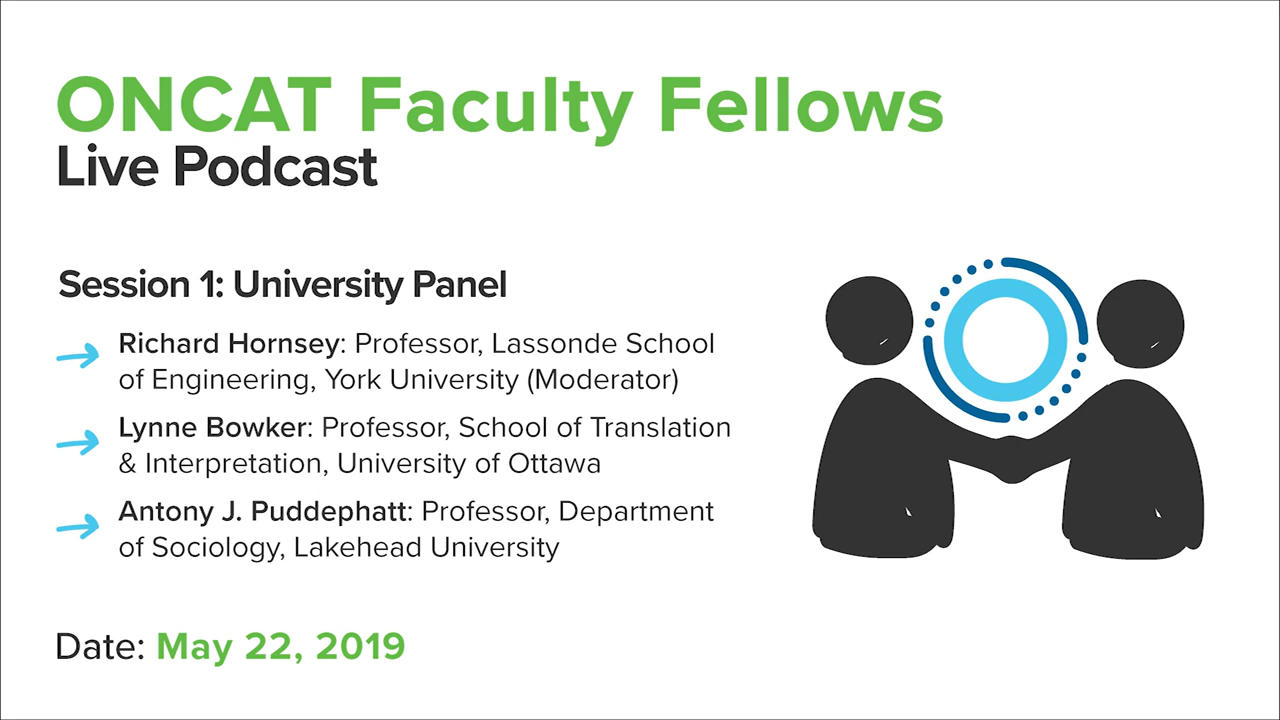 ONCAT Faculty Fellows
Live Podcast
Session 1: University Panel
Richard Hornsey: Professor, Lassonde School
of Engineering, York University (Moderator)
Lynne Bowker: Professor, School of Translation
& Interpretation, University of Ottawa
Antony J. Puddephatt: Professor, Department
of Sociology, Lakehead University
Date: May 22, 2019